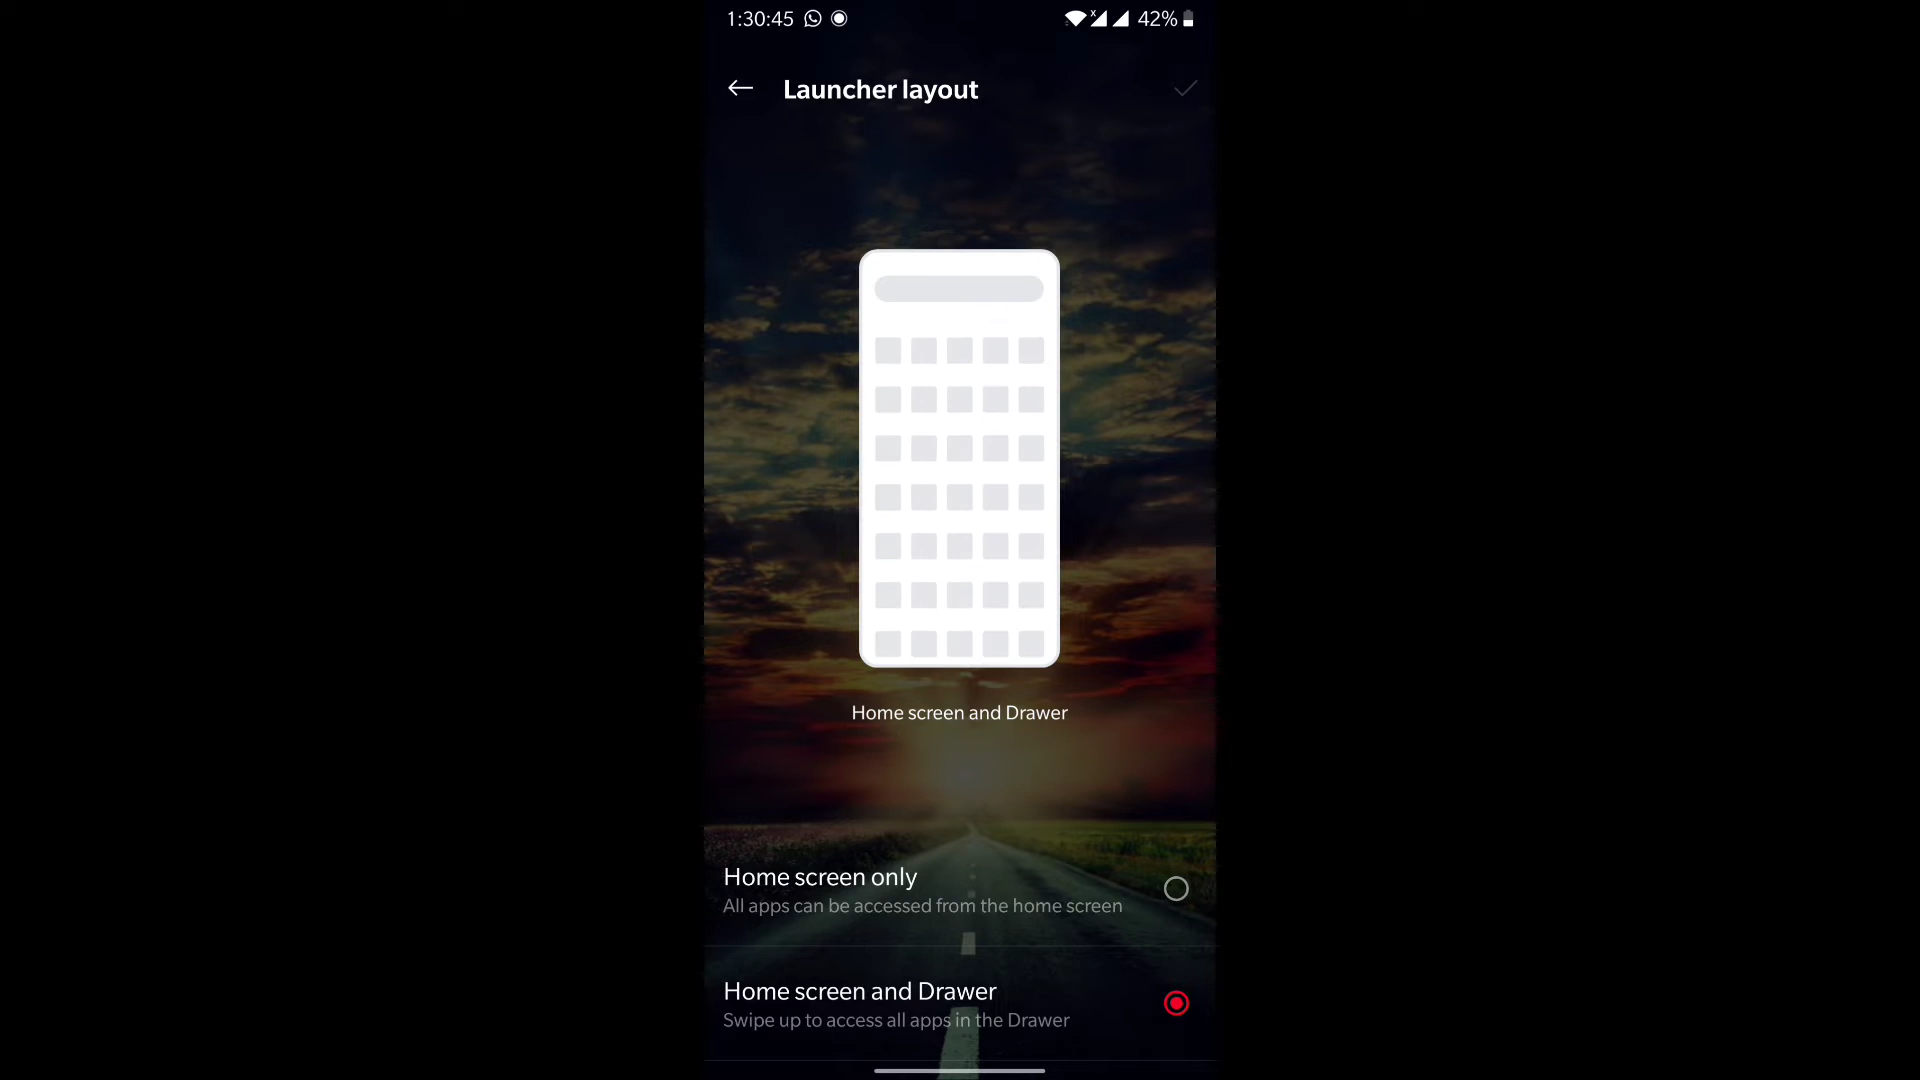 1:30:45 42%
Launcher layout
Home screen and Drawer
Home screen only
All apps can be accessed from the home screen
Home screen and Drawer
Swipe up to access all apps in the Drawer